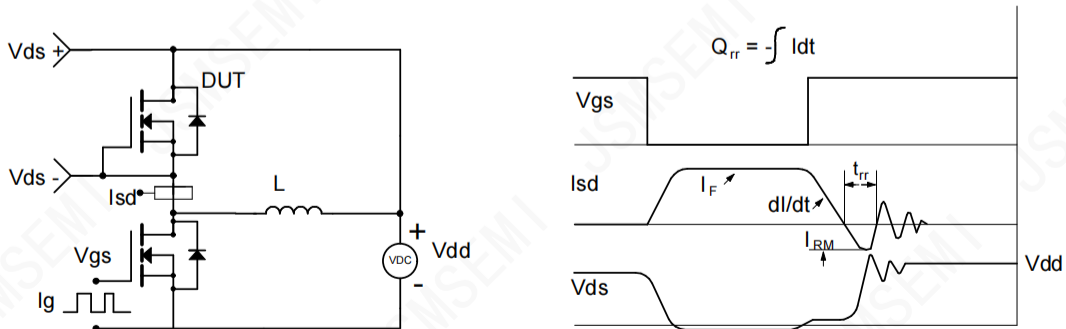 Vds +
DUT
Vds -
Isd
L
Vgs
Ig
+
VDC
-
Vdd
Qrr = -∫ Idt
Vgs
Isd
IF
dI/dt
trr
IRM
Vds
Vdd
JSMSEMI
JSMSEMI